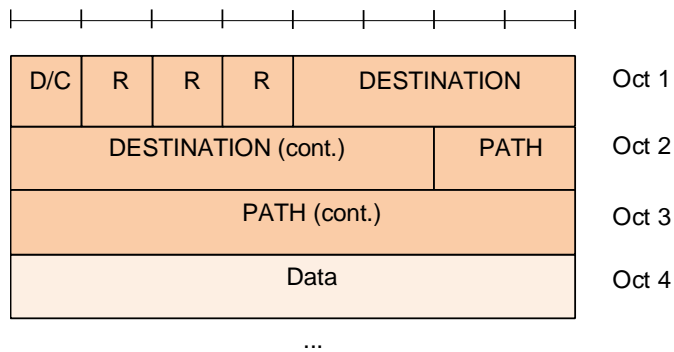 D/C R R R DESTINATION Oct 1
DESTINATION (cont.) PATH Oct 2
PATH (cont.) Oct 3
Data Oct 4
...